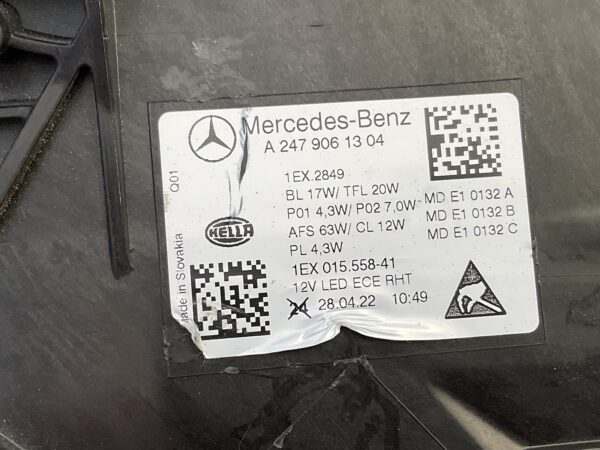 Mercedes-Benz
A 247 906 13 04
1EX.2849
BL 17W/ TFL 20W
P01 4,3W/ P02 7,0W
AFS 63W/ CL 12W
PL 4,3W
MD E1 0132 A
MD E1 0132 B
MD E1 0132 C
HELLA
1EX 015.558-41
12V LED ECE RHT
24 28.04.22 10:49
Q01
Made in Slovakia